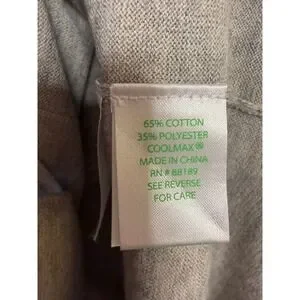 65% COTTON
35% POLYESTER
COOLMAX®
MADE IN CHINA
RN # 88189
SEE REVERSE
FOR CARE